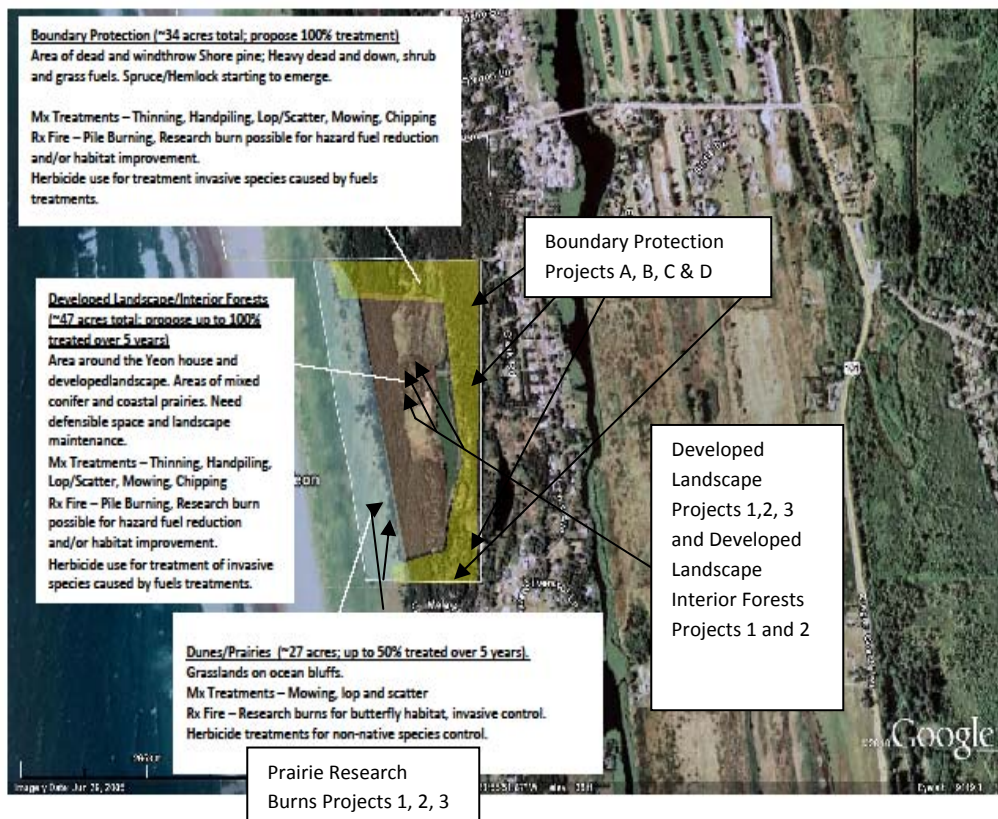 Boundary Protection (~34 acres total; propose 100% treatment)
Area of dead and windthrow Shore pine; Heavy dead and down, shrub
and grass fuels. Spruce/Hemlock starting to emerge.
Mx Treatments – Thinning, Handpiling, Lop/Scatter, Mowing, Chipping
Rx Fire – Pile Burning, Research burn possible for hazard fuel reduction
and/or habitat improvement.
Herbicide use for treatment invasive species caused by fuels
treatments.
Boundary Protection
Projects A, B, C & D
Developed Landscape/Interior Forests
(~47 acres total; propose up to 100%
treated over 5 years)
Area around the Yeon house and
developedlandscape. Areas of mixed
conifer and coastal prairies. Need
defensible space and landscape
maintenance.
Mx Treatments – Thinning, Handpiling,
Lop/Scatter, Mowing, Chipping
Rx Fire – Pile Burning, Research burn
possible for hazard fuel reduction
and/or habitat improvement.
Herbicide use for treatment of invasive
species caused by fuels treatments.
eon
Developed
Landscape
Projects 1,2, 3
and Developed
Landscape
Interior Forests
Projects 1 and 2
101
Dunes/Prairies (~27 acres; up to 50% treated over 5 years).
Grasslands on ocean bluffs.
Mx Treatments – Mowing, lop and scatter
Rx Fire – Research burns for butterfly habitat, invasive control.
Herbicide treatments for non-native species control.
Google
Prairie Research
Burns Projects 1, 2, 3
Imagery Date: Jun